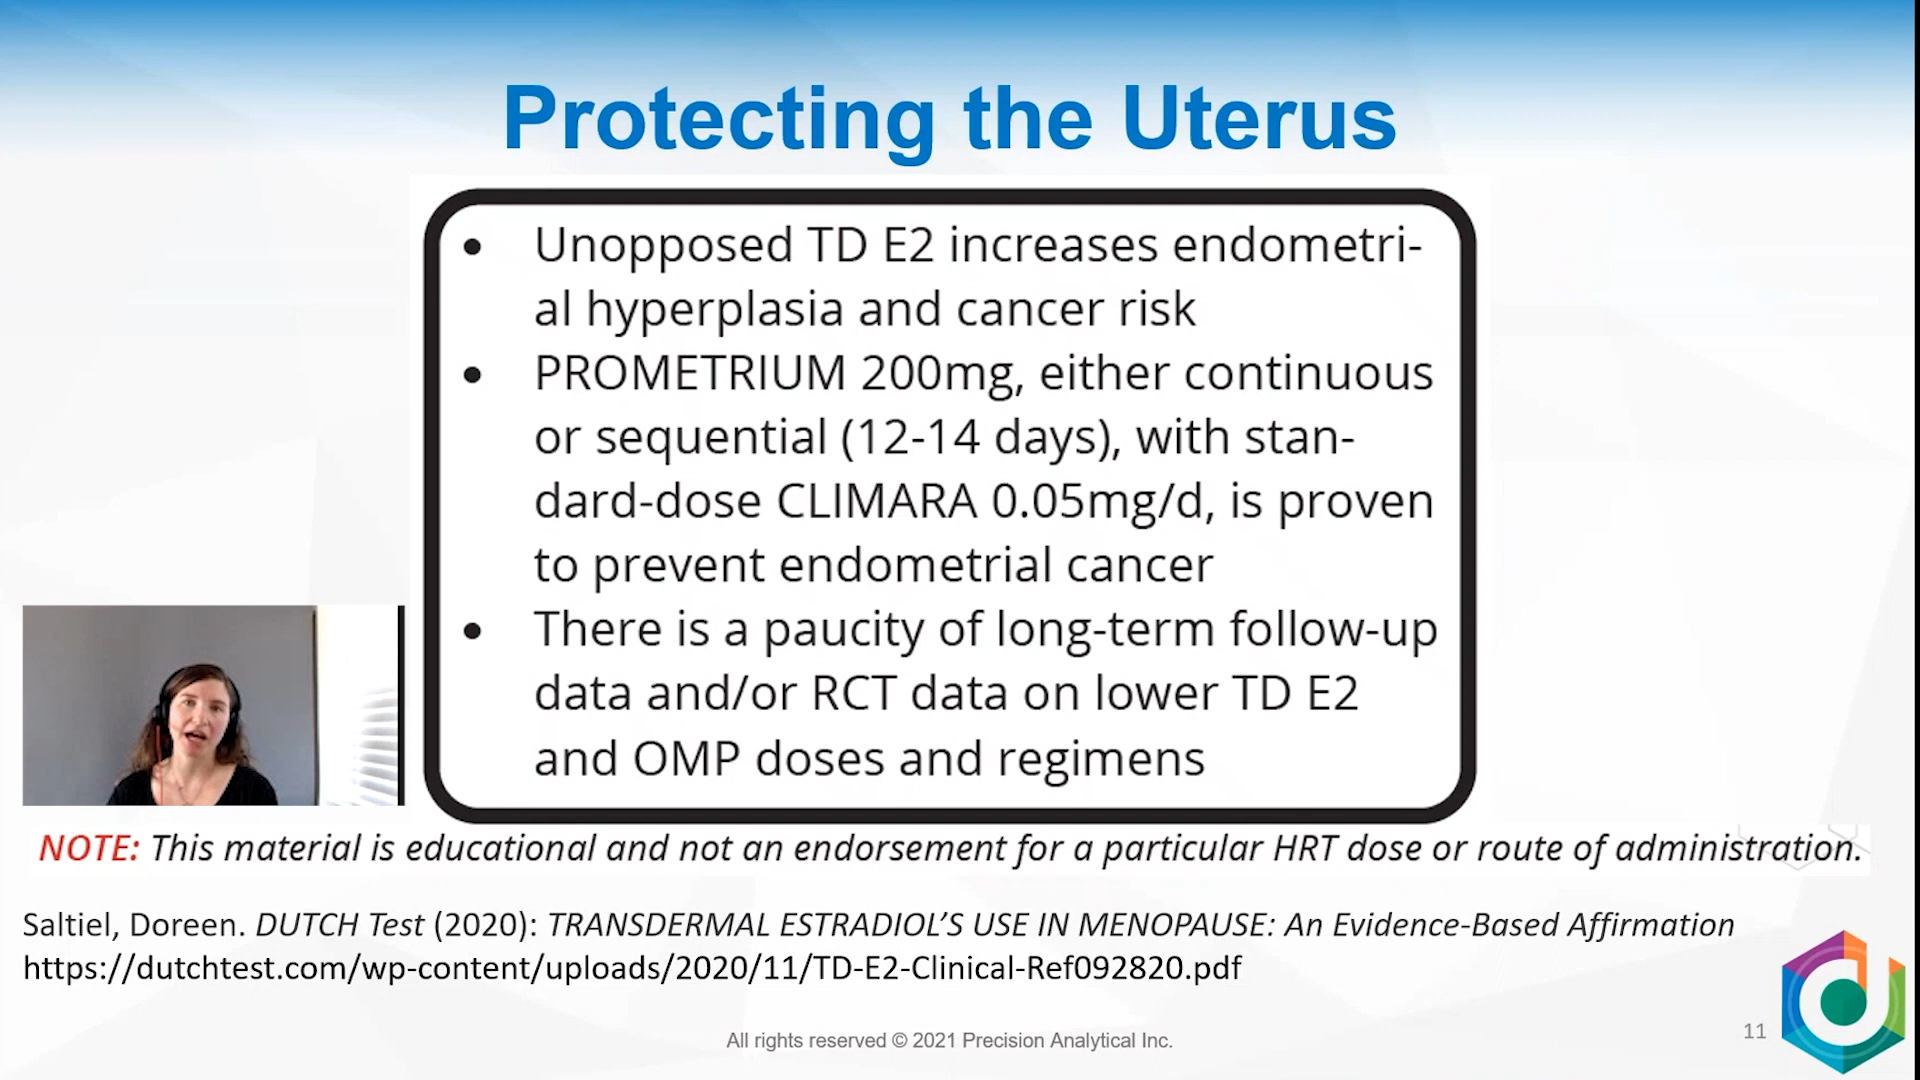 Protecting the Uterus
• Unopposed TD E2 increases endometri-
al hyperplasia and cancer risk
• PROMETRIUM 200mg, either continuous
or sequential (12-14 days), with stan-
dard-dose CLIMARA 0.05mg/d, is proven
to prevent endometrial cancer
• There is a paucity of long-term follow-up
data and/or RCT data on lower TD E2
and OMP doses and regimens
NOTE: This material is educational and not an endorsement for a particular HRT dose or route of administration.
Saltiel, Doreen. DUTCH Test (2020): TRANSDERMAL ESTRADIOL’S USE IN MENOPAUSE: An Evidence-Based Affirmation
https://dutchtest.com/wp-content/uploads/2020/11/TD-E2-Clinical-Ref092820.pdf
All rights reserved © 2021 Precision Analytical Inc.
11